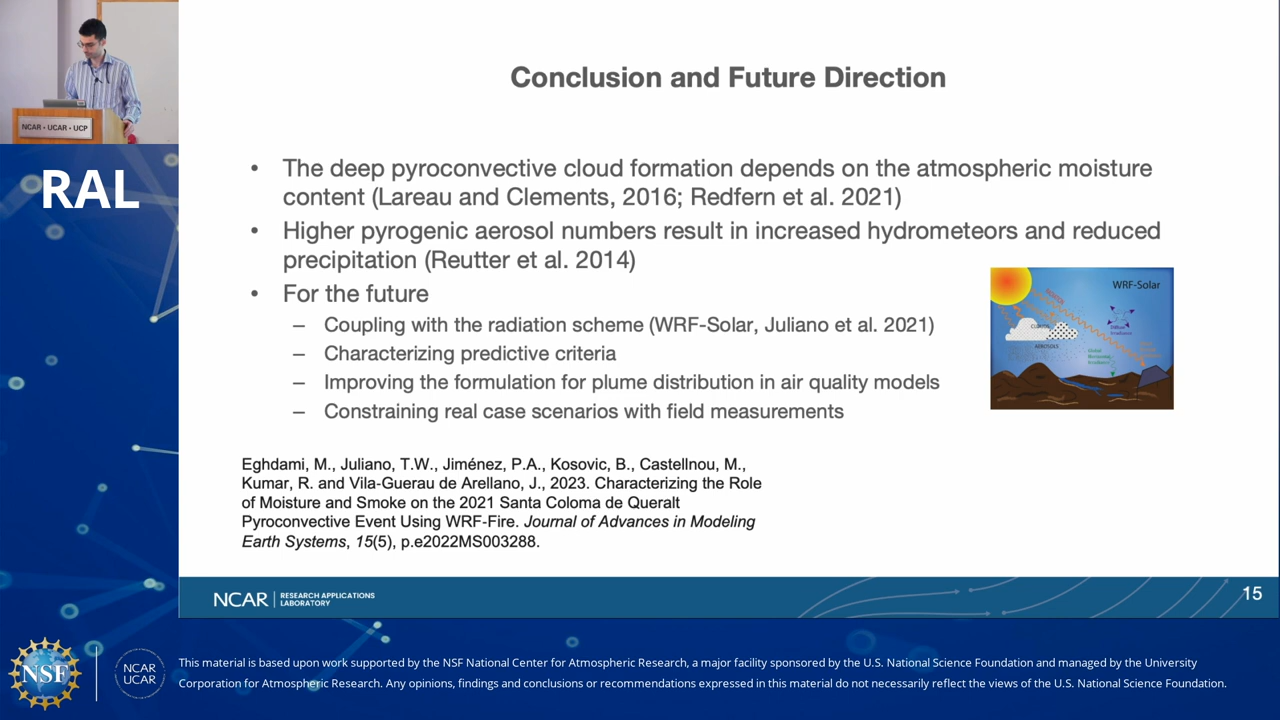 NCAR • UCAR • UCP
RAL
Conclusion and Future Direction
• The deep pyroconvective cloud formation depends on the atmospheric moisture
content (Lareau and Clements, 2016; Redfern et al. 2021)
• Higher pyrogenic aerosol numbers result in increased hydrometeors and reduced
precipitation (Reutter et al. 2014)
• For the future
– Coupling with the radiation scheme (WRF-Solar, Juliano et al. 2021)
– Characterizing predictive criteria
– Improving the formulation for plume distribution in air quality models
– Constraining real case scenarios with field measurements
WRF-Solar
CLOUDS
AEROSOLS
Eghdami, M., Juliano, T.W., Jiménez, P.A., Kosovic, B., Castellnou, M.,
Kumar, R. and Vila-Guerau de Arellano, J., 2023. Characterizing the Role
of Moisture and Smoke on the 2021 Santa Coloma de Queralt
Pyroconvective Event Using WRF-Fire. Journal of Advances in Modeling
Earth Systems, 15(5), p.e2022MS003288.
NCAR | RESEARCH APPLICATIONS
LABORATORY
15
NSF
NCAR
UCAR
This material is based upon work supported by the NSF National Center for Atmospheric Research, a major facility sponsored by the U.S. National Science Foundation and managed by the University
Corporation for Atmospheric Research. Any opinions, findings and conclusions or recommendations expressed in this material do not necessarily reflect the views of the U.S. National Science Foundation.